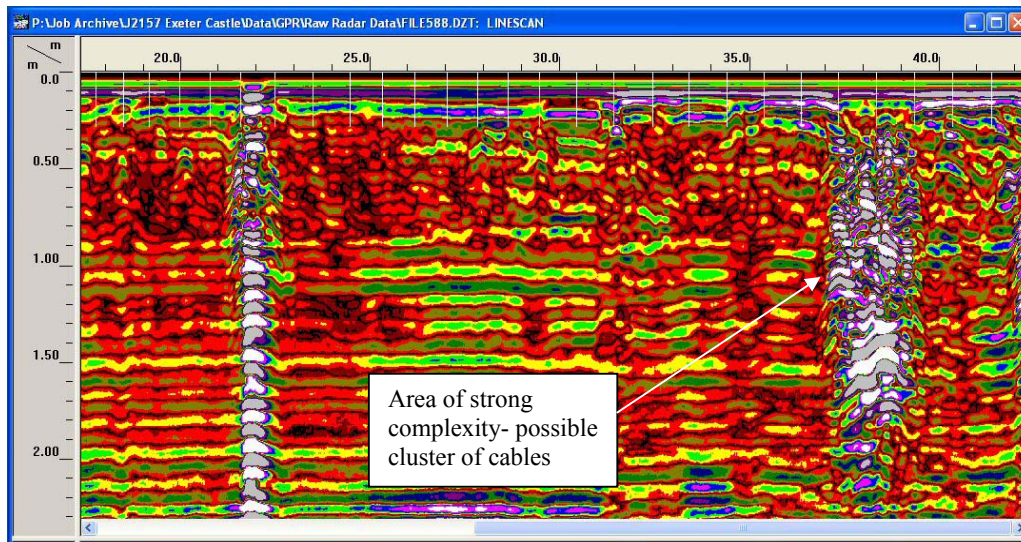 P:\Job Archive\J2157 Exeter Castle\Data\GPR\Raw Radar Data\FILE588.DZT: LINESCAN
m
m
20.0 25.0 30.0 35.0 40.0
0.0
0.50
1.00
1.50
2.00
Area of strong
complexity- possible
cluster of cables